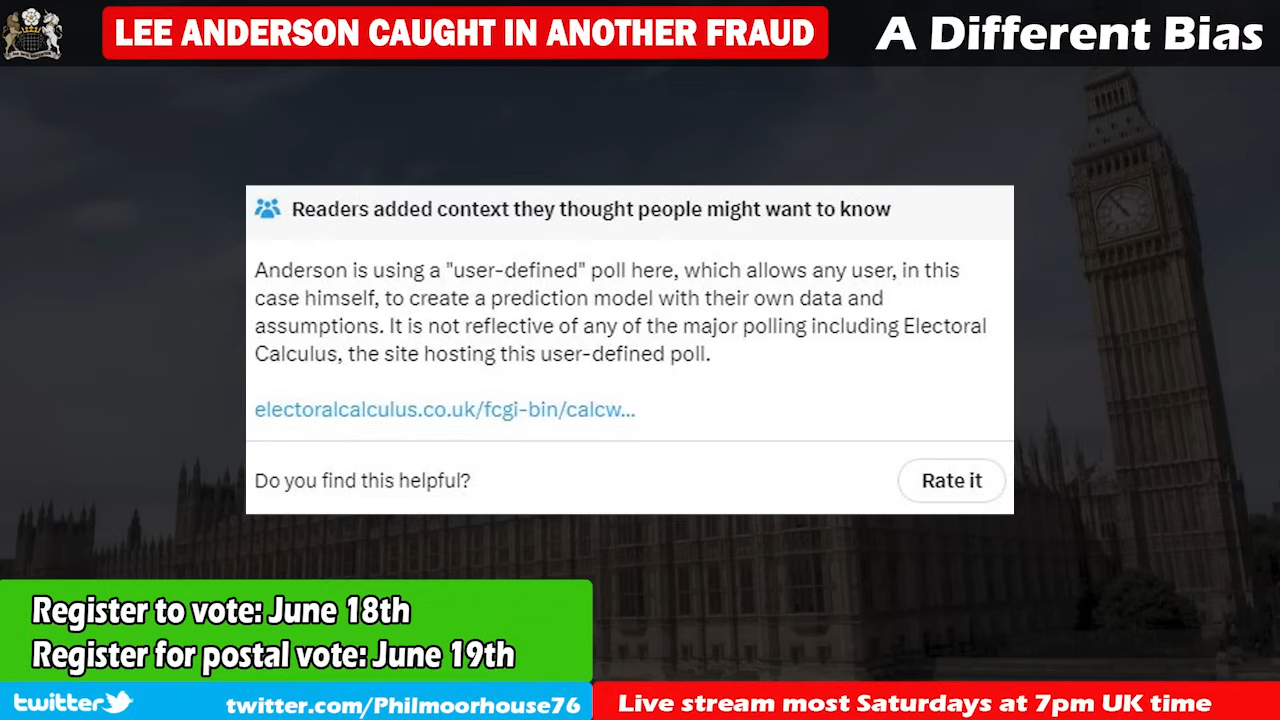 LEE ANDERSON CAUGHT IN ANOTHER FRAUD
A Different Bias
Readers added context they thought people might want to know
Anderson is using a "user-defined" poll here, which allows any user, in this
case himself, to create a prediction model with their own data and
assumptions. It is not reflective of any of the major polling including Electoral
Calculus, the site hosting this user-defined poll.
electoralcalculus.co.uk/fcgi-bin/calcw...
Do you find this helpful?
Rate it
Register to vote: June 18th
Register for postal vote: June 19th
twitter
twitter.com/Philmoorhouse76
Live stream most Saturdays at 7pm UK time